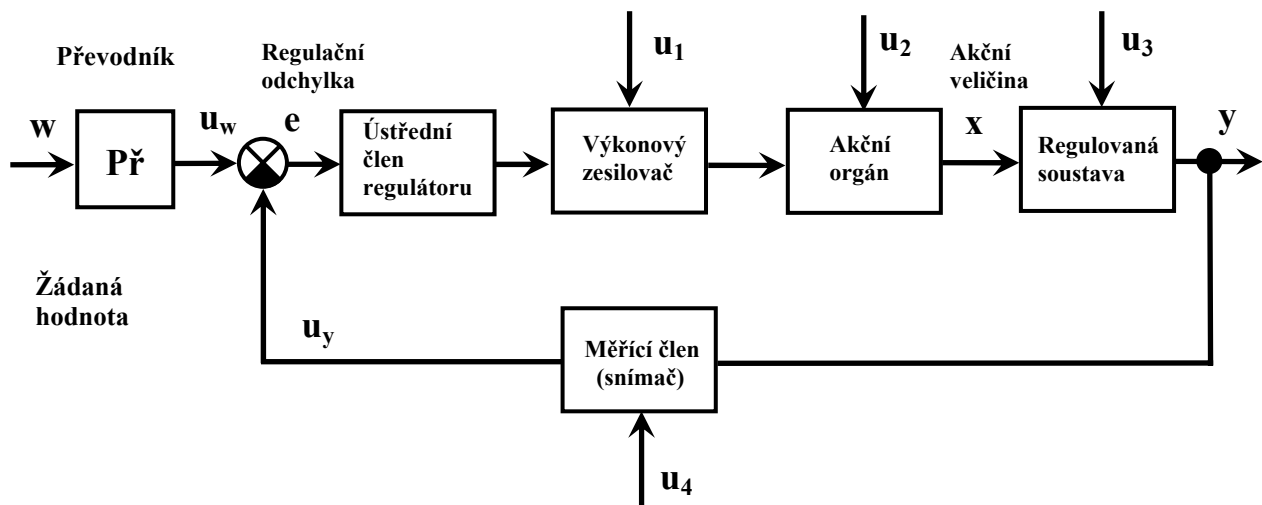 Převodník
Regulační
odchylka
u1
u2
Akční
veličina
u3
w
uw
e
x
y
Př
Ústřední
člen
regulátoru
Výkonový
zesilovač
Akční
orgán
Regulovaná
soustava
Žádaná
hodnota
uy
Měřící člen
(snímač)
u4